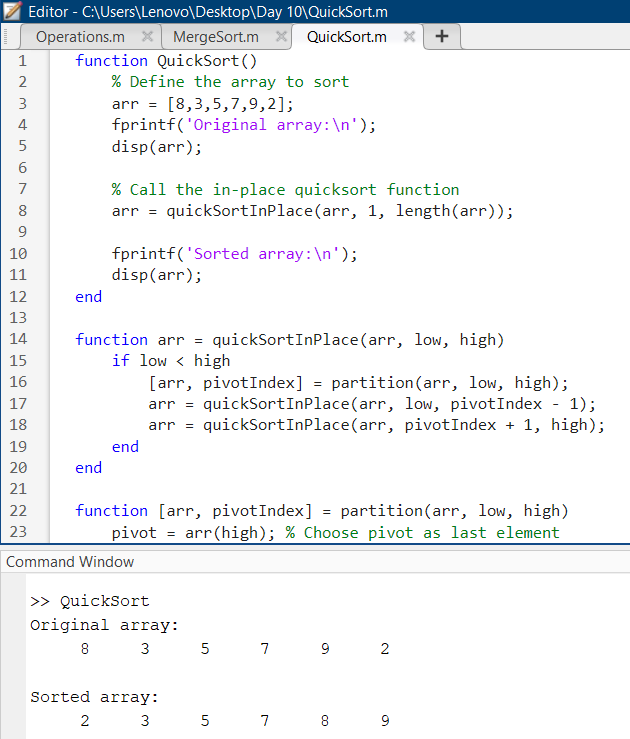 Editor - C:\Users\Lenovo\Desktop\Day 10\QuickSort.m
Operations.m × MergeSort.m × QuickSort.m × +
1 function QuickSort()
2 % Define the array to sort
3 arr = [8,3,5,7,9,2];
4 fprintf('Original array:\n');
5 disp(arr);
6
7 % Call the in-place quicksort function
8 arr = quickSortInPlace(arr, 1, length(arr));
9
10 fprintf('Sorted array:\n');
11 disp(arr);
12 end
13
14 function arr = quickSortInPlace(arr, low, high)
15 if low < high
16 [arr, pivotIndex] = partition(arr, low, high);
17 arr = quickSortInPlace(arr, low, pivotIndex - 1);
18 arr = quickSortInPlace(arr, pivotIndex + 1, high);
19 end
20 end
21
22 function [arr, pivotIndex] = partition(arr, low, high)
23 pivot = arr(high); % Choose pivot as last element
Command Window
>> QuickSort
Original array:
8 3 5 7 9 2
Sorted array:
2 3 5 7 8 9